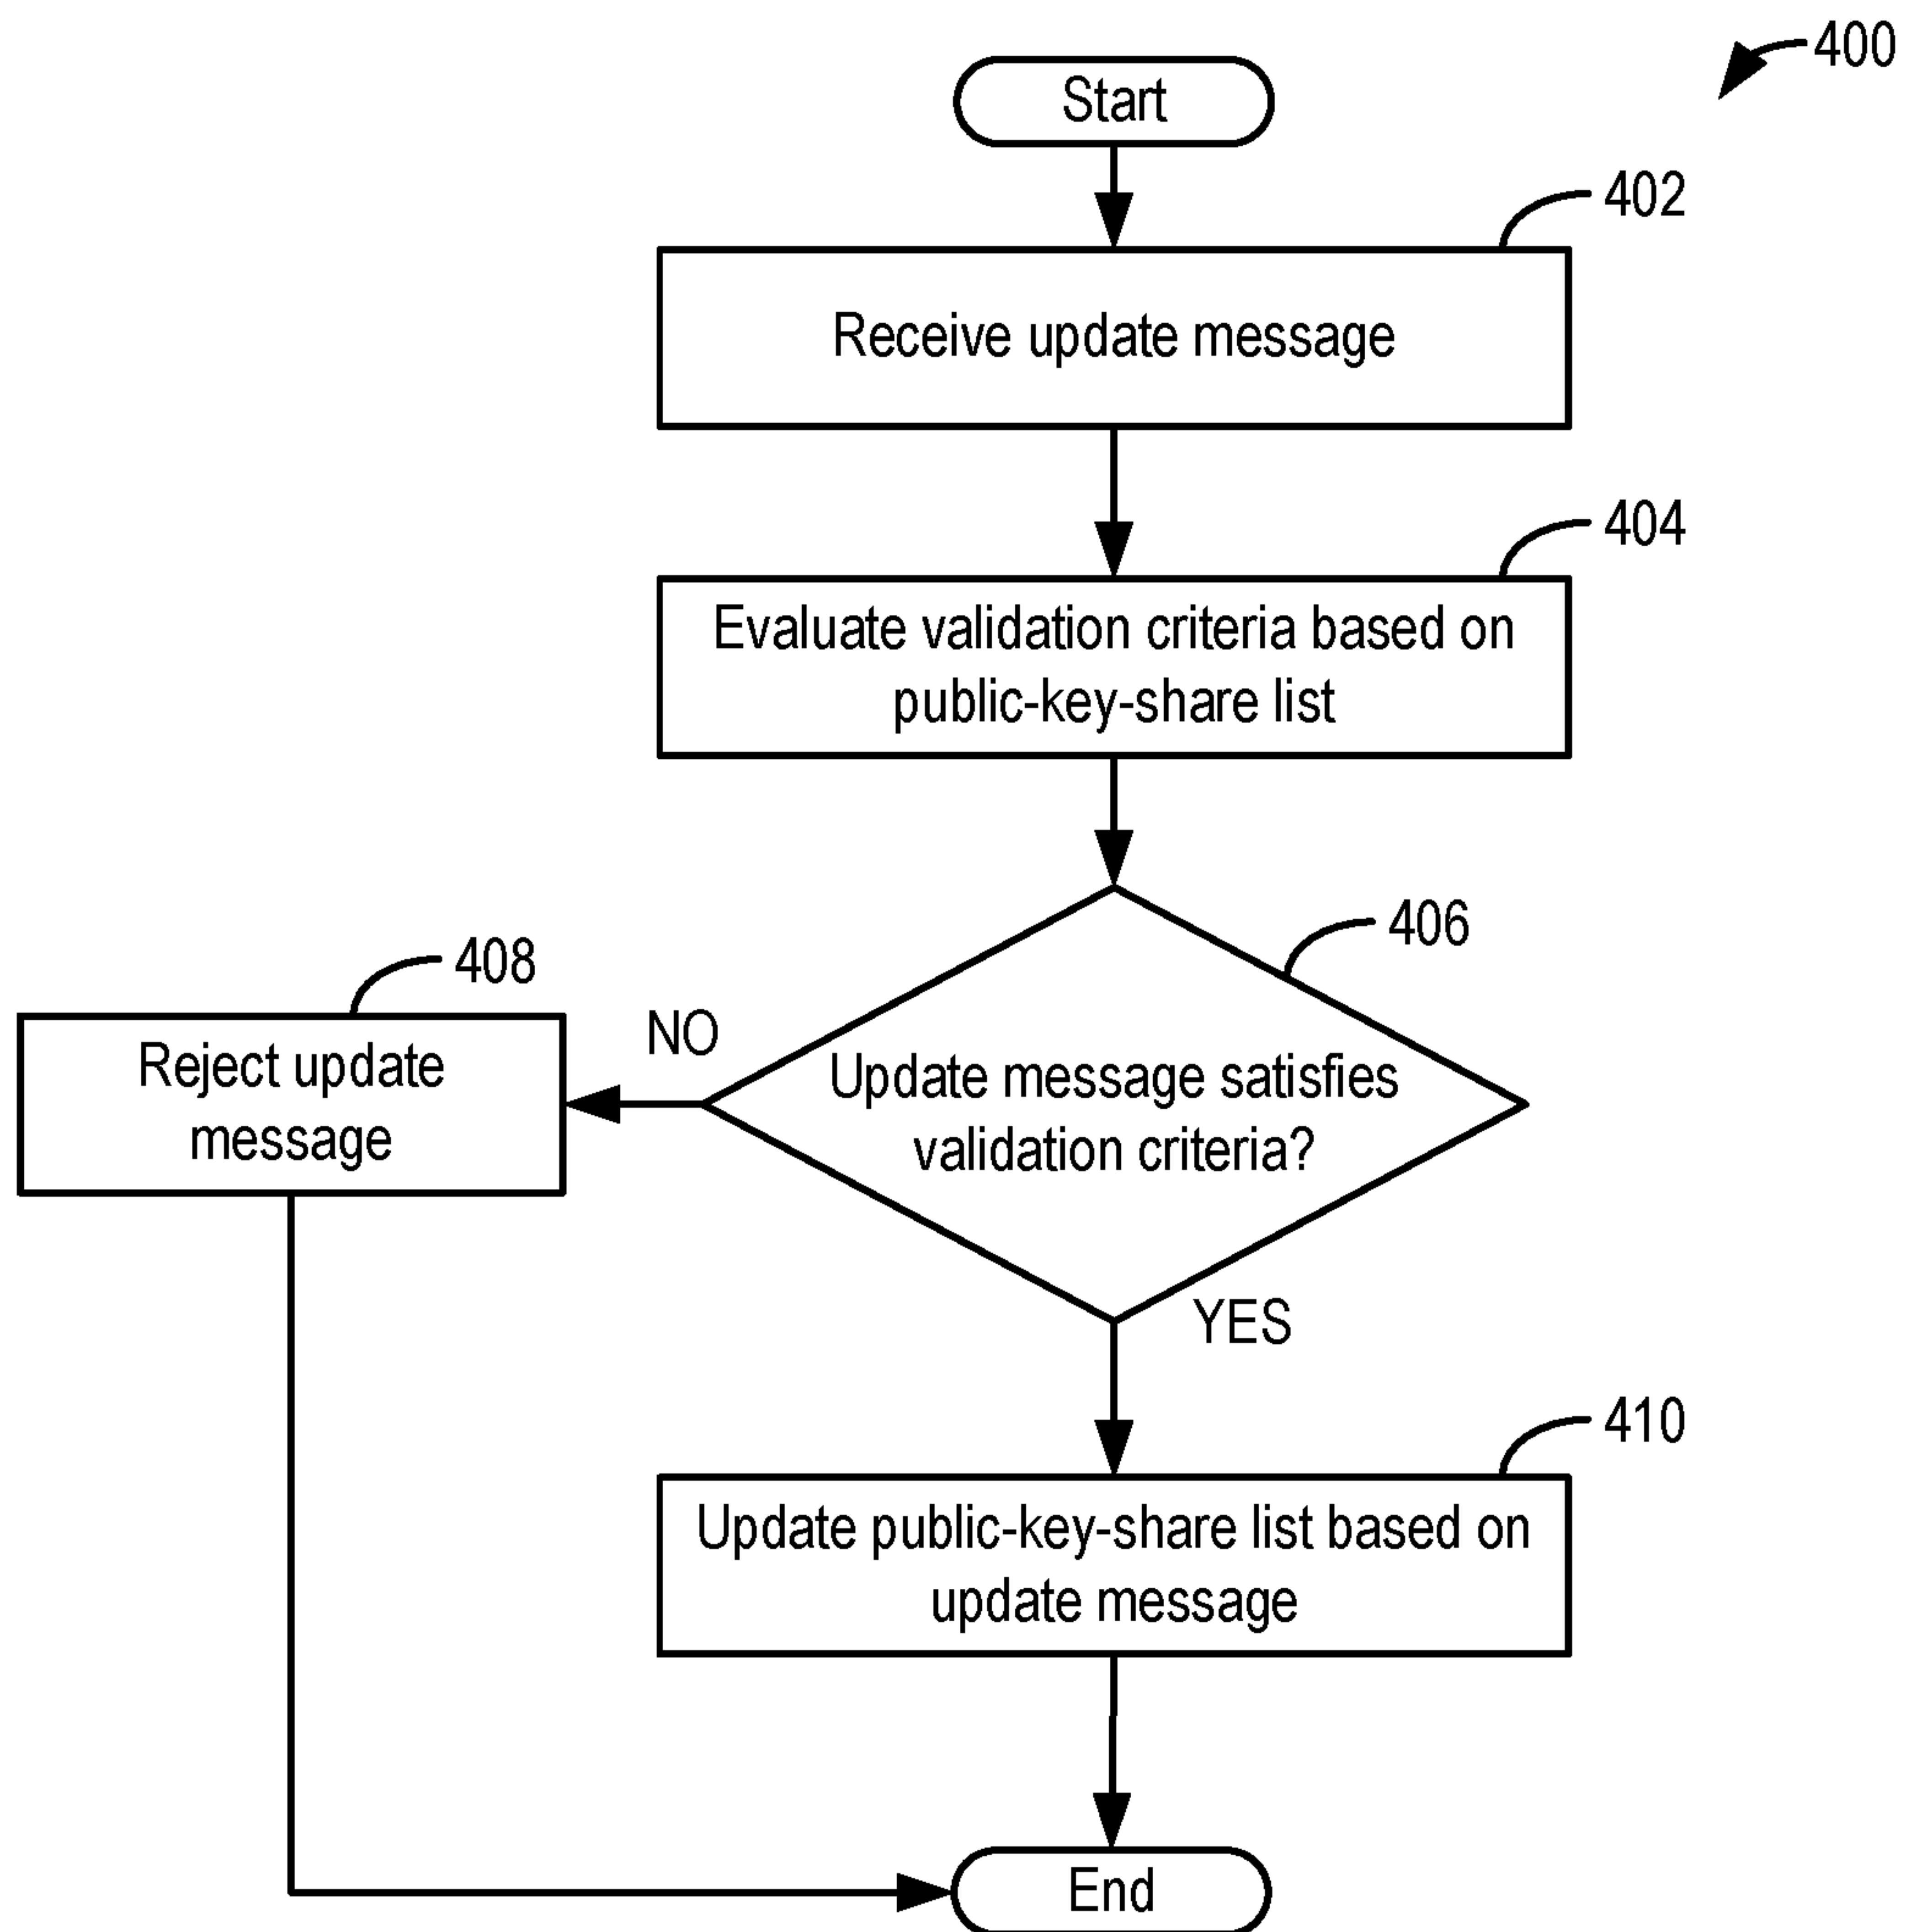 400
Start
402
Receive update message
404
Evaluate validation criteria based on
public-key-share list
406
408
NO
Reject update
message
Update message satisfies
validation criteria?
YES
410
Update public-key-share list based on
update message
End